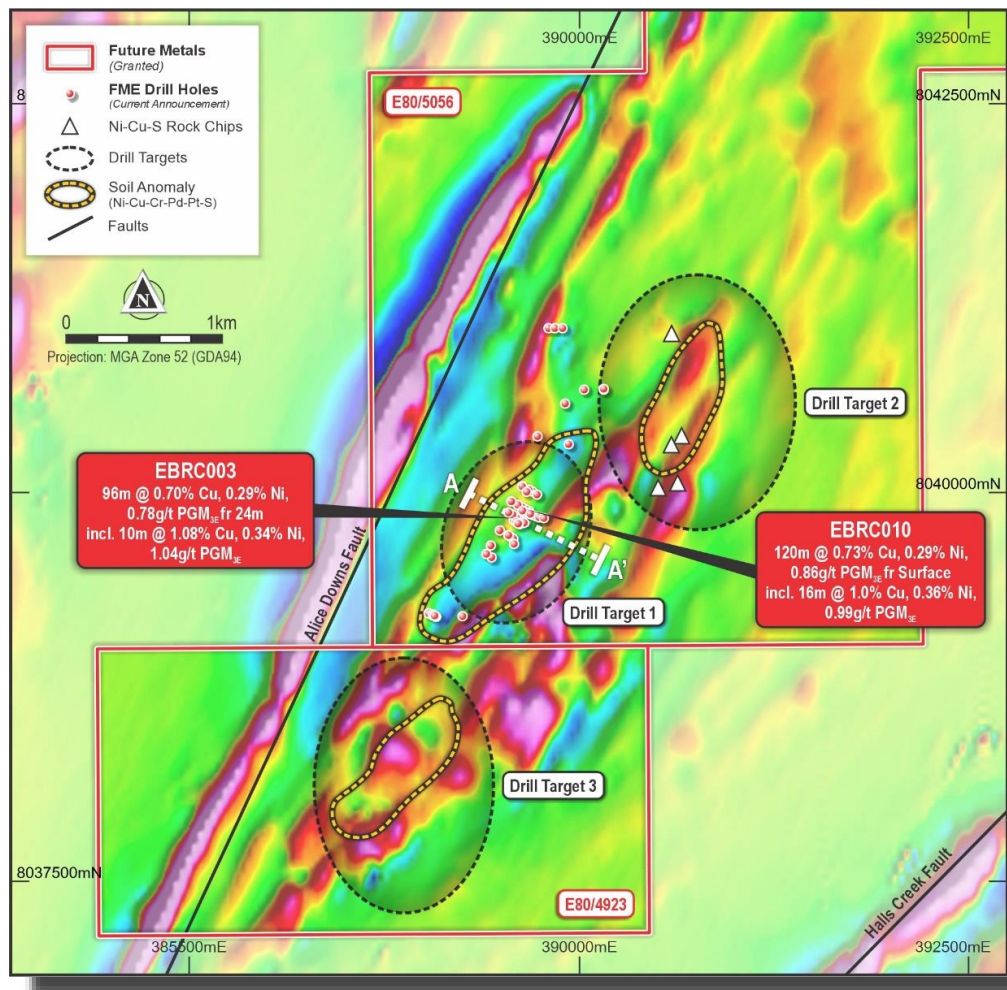 Future Metals
(Granted)
FME Drill Holes
(Current Announcement)
Ni-Cu-S Rock Chips
Drill Targets
Soil Anomaly
(Ni-Cu-Cr-Pd-Pt-S)
Faults
N
0 1km
Projection: MGA Zone 52 (GDA94)
390000mE
392500mE
8
8042500mN
E80/5056
Drill Target 2
8040000mN
EBRC003
96m @ 0.70% Cu, 0.29% Ni,
0.78g/t PGM3E fr 24m
incl. 10m @ 1.08% Cu, 0.34% Ni,
1.04g/t PGM3E
A
A'
EBRC010
120m @ 0.73% Cu, 0.29% Ni,
0.86g/t PGM3E fr Surface
incl. 16m @ 1.0% Cu, 0.36% Ni,
0.99g/t PGM3E
Drill Target 1
Alice Downs Fault
Drill Target 3
8037500mN
E80/4923
Halls Creek Fault
390000mE
392500mE